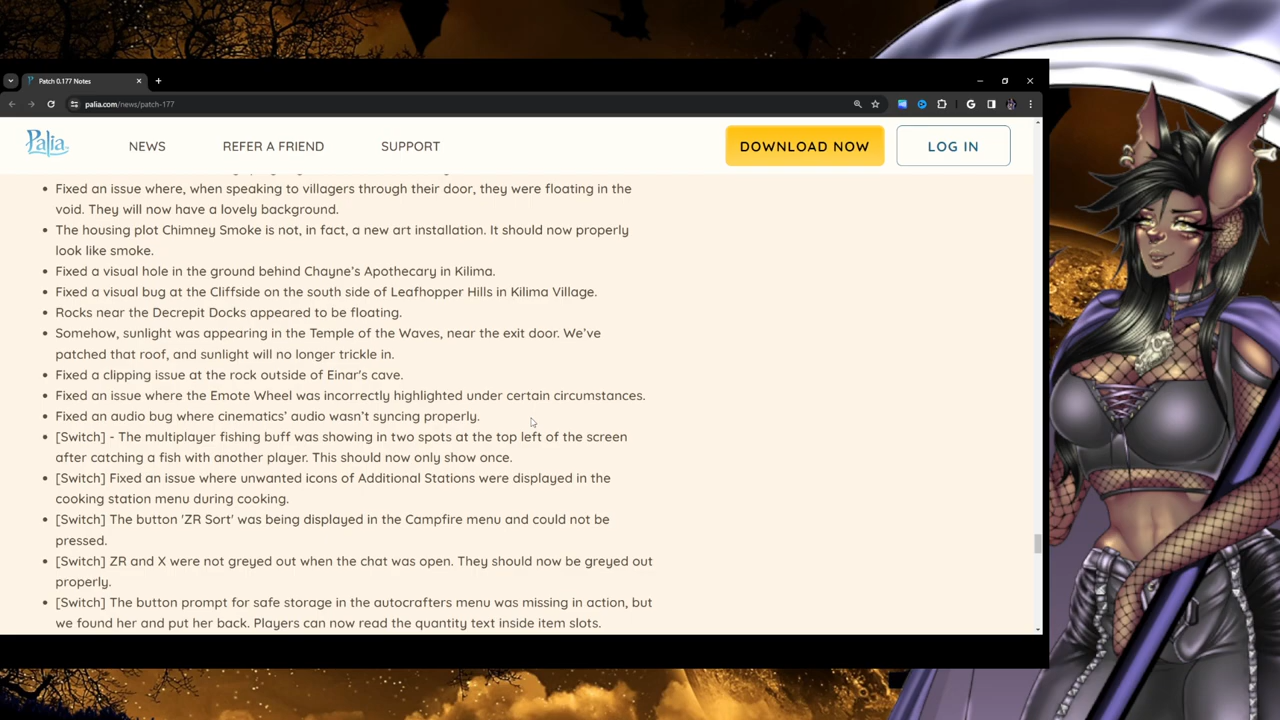 Patch 0.177 Notes
palia.com/news/patch-177
Palia
NEWS
REFER A FRIEND
SUPPORT
DOWNLOAD NOW
LOG IN
Fixed an issue where, when speaking to villagers through their door, they were floating in the
void. They will now have a lovely background.
The housing plot Chimney Smoke is not, in fact, a new art installation. It should now properly
look like smoke.
Fixed a visual hole in the ground behind Chayne's Apothecary in Kilima.
Fixed a visual bug at the Cliffside on the south side of Leafhopper Hills in Kilima Village.
Rocks near the Decrepit Docks appeared to be floating.
Somehow, sunlight was appearing in the Temple of the Waves, near the exit door. We've
patched that roof, and sunlight will no longer trickle in.
Fixed a clipping issue at the rock outside of Einar's cave.
Fixed an issue where the Emote Wheel was incorrectly highlighted under certain circumstances.
Fixed an audio bug where cinematics' audio wasn't syncing properly.
[Switch] - The multiplayer fishing buff was showing in two spots at the top left of the screen
after catching a fish with another player. This should now only show once.
[Switch] Fixed an issue where unwanted icons of Additional Stations were displayed in the
cooking station menu during cooking.
[Switch] The button 'ZR Sort' was being displayed in the Campfire menu and could not be
pressed.
[Switch] ZR and X were not greyed out when the chat was open. They should now be greyed out
properly.
[Switch] The button prompt for safe storage in the autocrafters menu was missing in action, but
we found her and put her back. Players can now read the quantity text inside item slots.